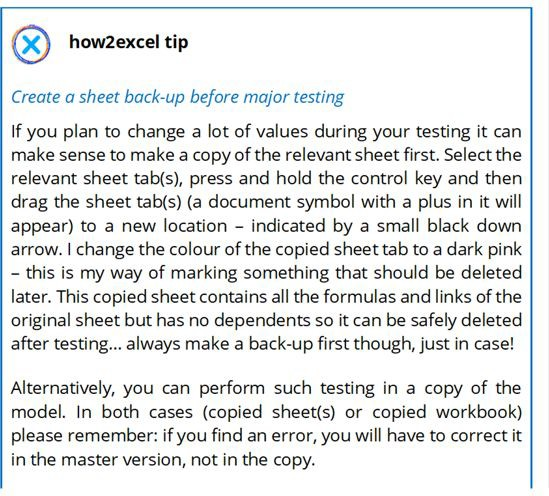 how2excel tip
Create a sheet back-up before major testing
If you plan to change a lot of values during your testing it can
make sense to make a copy of the relevant sheet first. Select the
relevant sheet tab(s), press and hold the control key and then
drag the sheet tab(s) (a document symbol with a plus in it will
appear) to a new location – indicated by a small black down
arrow. I change the colour of the copied sheet tab to a dark pink
– this is my way of marking something that should be deleted
later. This copied sheet contains all the formulas and links of the
original sheet but has no dependents so it can be safely deleted
after testing... always make a back-up first though, just in case!
Alternatively, you can perform such testing in a copy of the
model. In both cases (copied sheet(s) or copied workbook)
please remember: if you find an error, you will have to correct it
in the master version, not in the copy.